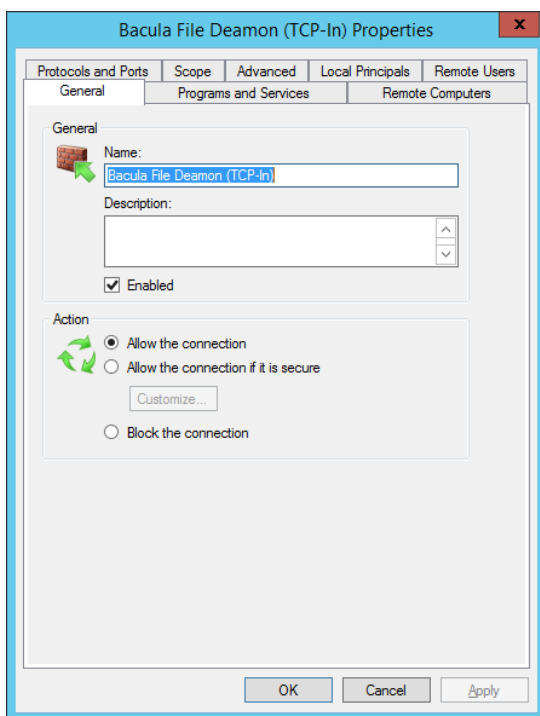 Bacula File Deamon (TCP-In) Properties
x
Protocols and Ports Scope Advanced Local Principals Remote Users
General Programs and Services Remote Computers
General
Name:
Bacula File Deamon (TCP-In)
Description:
Enabled
Action
Allow the connection
Allow the connection if it is secure
Customize...
Block the connection
OK Cancel Apply